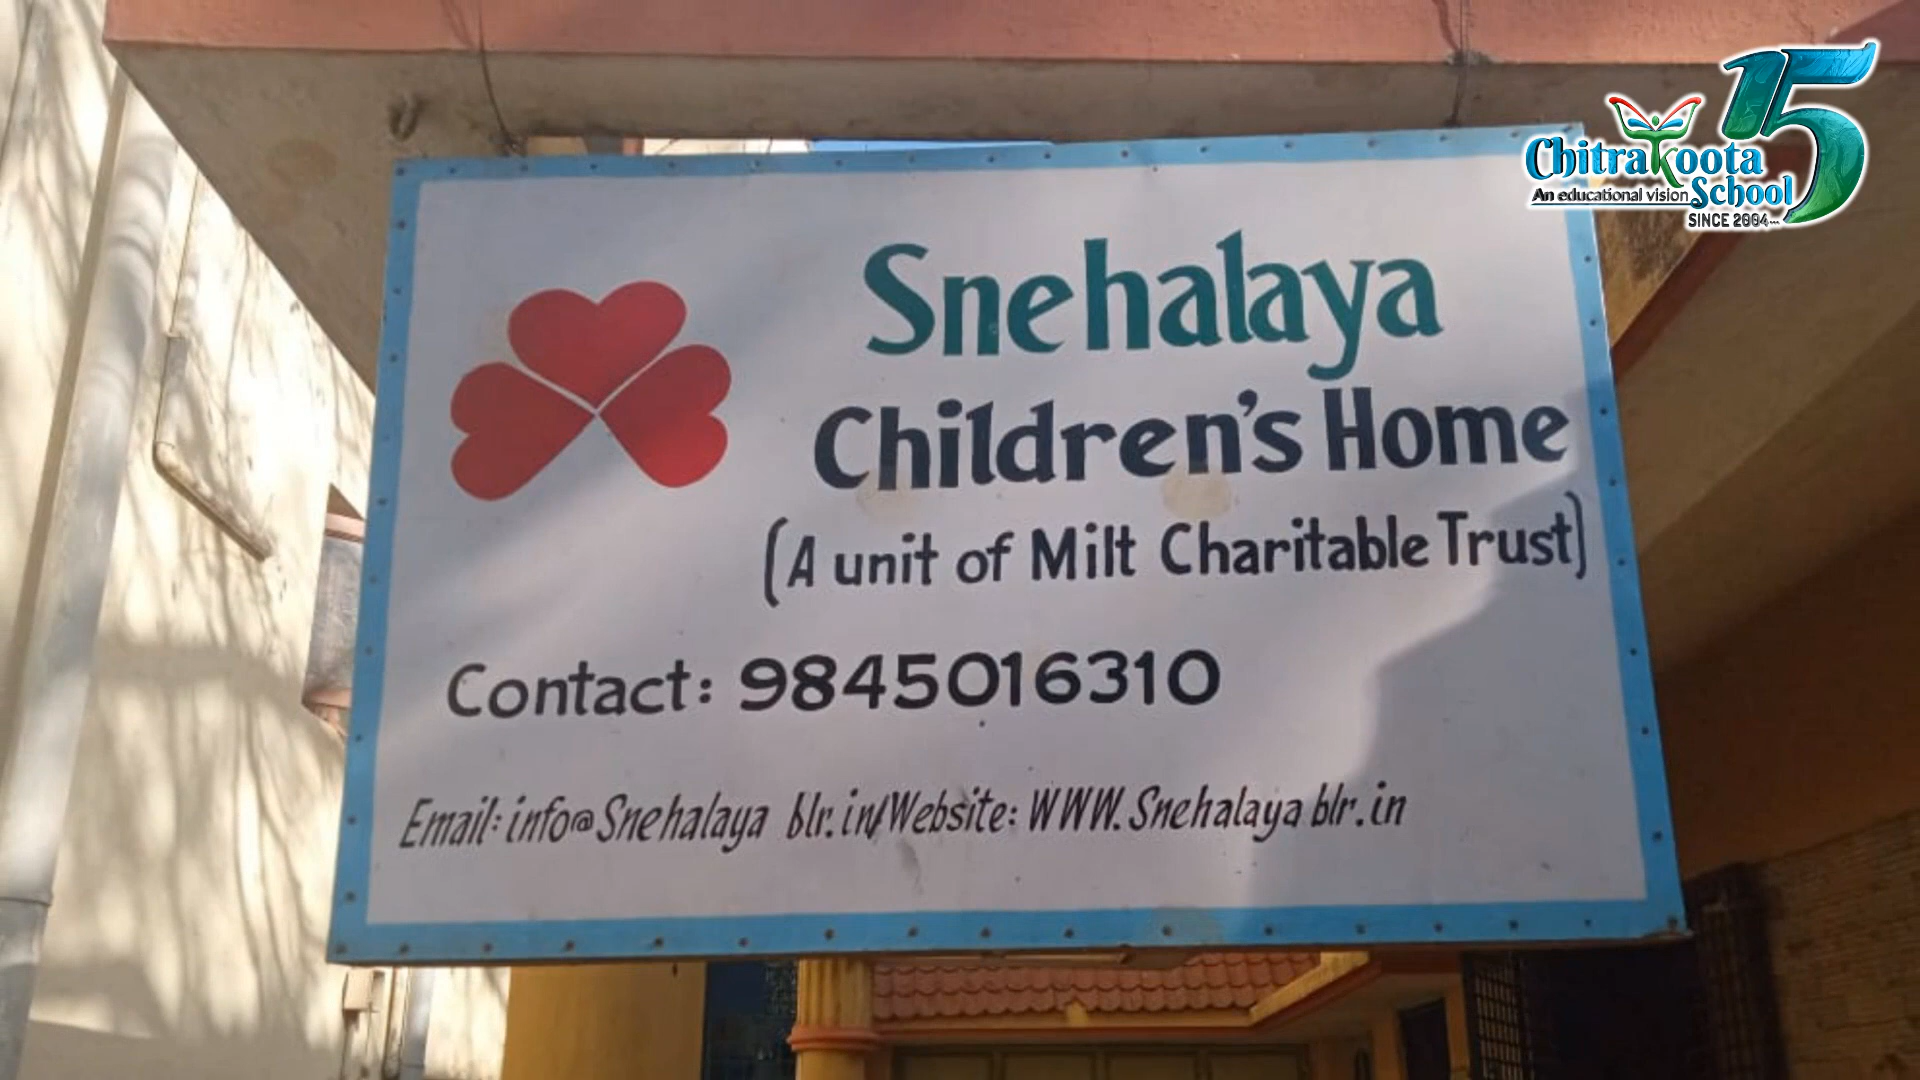 Snehalaya
Children's Home
(A unit of Milt Charitable Trust)
Contact: 9845016310
Email: info@Snehalaya blr.in/Website: WWW.Snehalaya blr.in
15
ChitraKoota
An educational vision School
SINCE 2004...